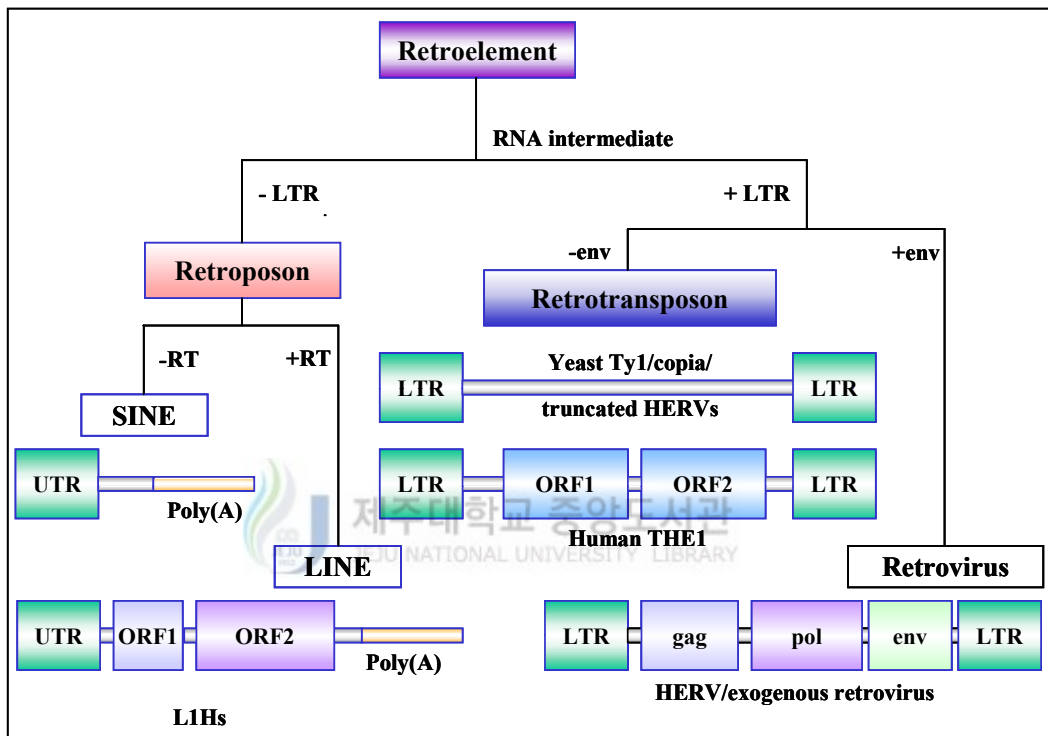 Retroelement
RNA intermediate
- LTR
+ LTR
Retroposon
-env
+env
Retrotransposon
-RT
+RT
Yeast Ty1/copia/
LTR
LTR
truncated HERVs
SINE
UTR
Poly(A)
LTR
ORF1
ORF2
LTR
제주대학교 중앙도서관
Human THE1
JEJU NATIONAL UNIVERSITY LIBRARY
LINE
Retrovirus
UTR
ORF1
ORF2
Poly(A)
LTR
gag
pol
env
LTR
HERV/exogenous retrovirus
L1Hs